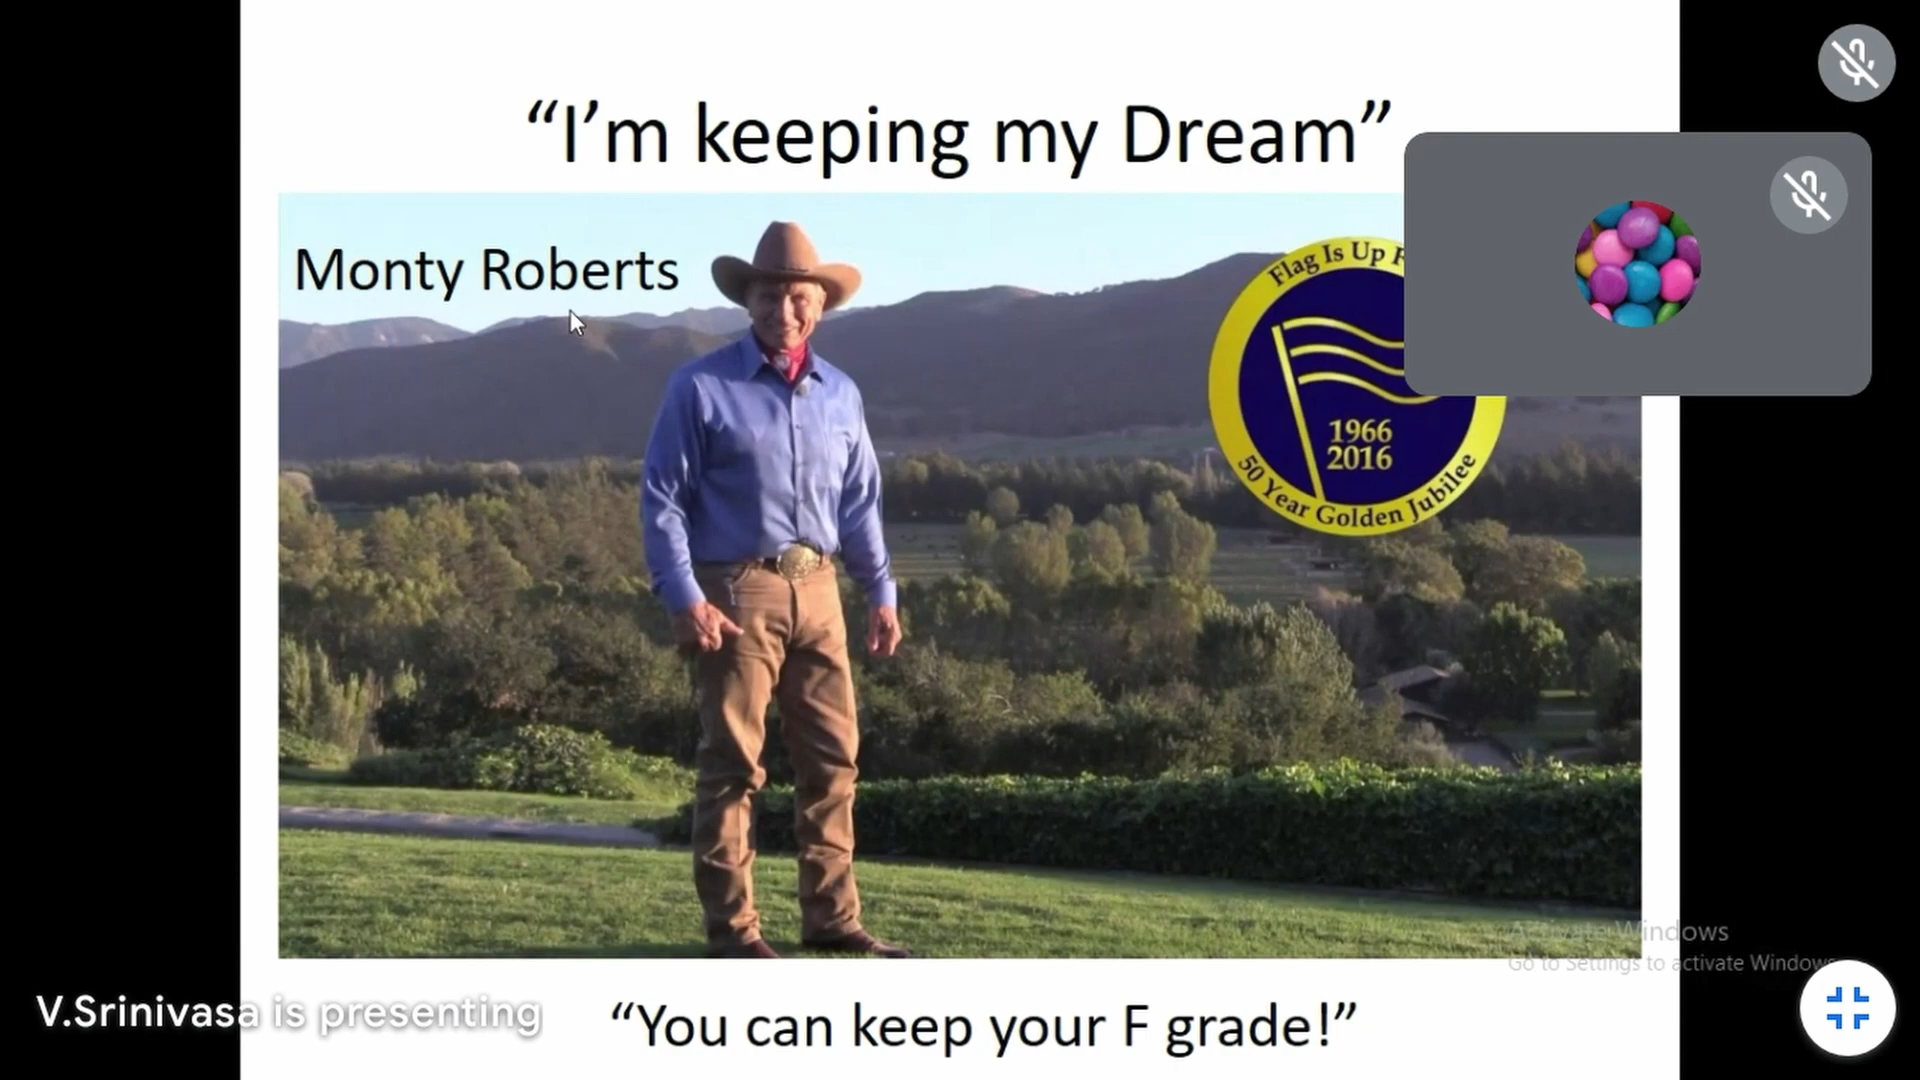 “I’m keeping my Dream”
Monty Roberts
Flag Is Up
1966
2016
50 Year Golden Jubilee
Activate Windows
Go to Settings to activate Windows
V.Srinivasa is presenting
“You can keep your F grade!”